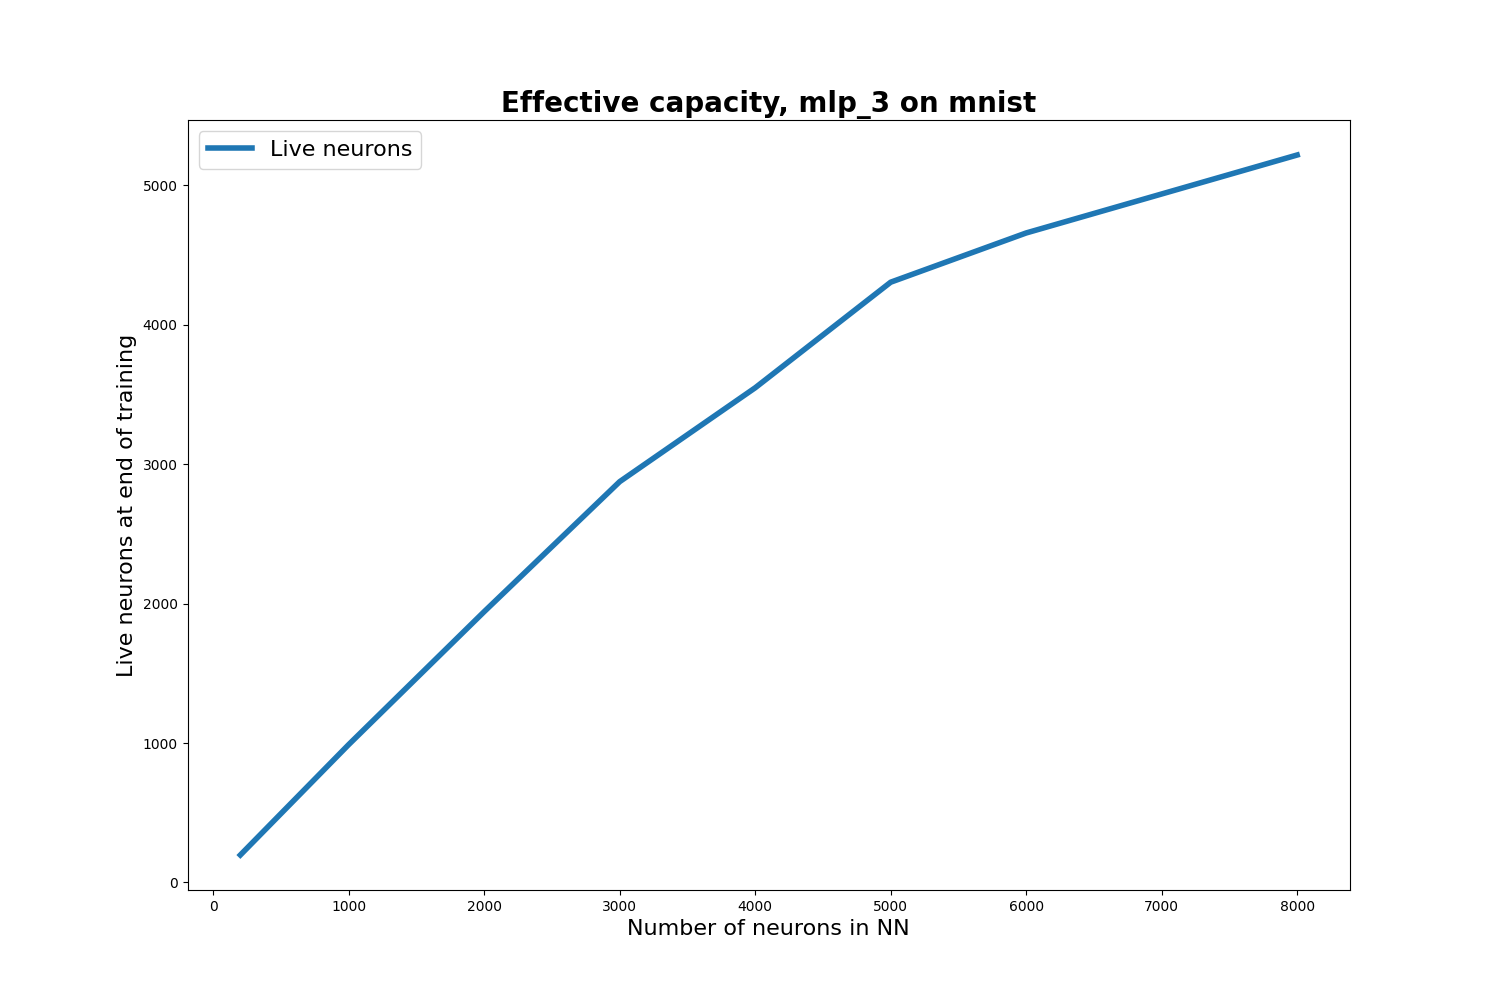 Effective capacity, mlp_3 on mnist
Live neurons
5000
4000
3000
2000
1000
0
Live neurons at end of training
0 1000 2000 3000 4000 5000 6000 7000 8000
Number of neurons in NN